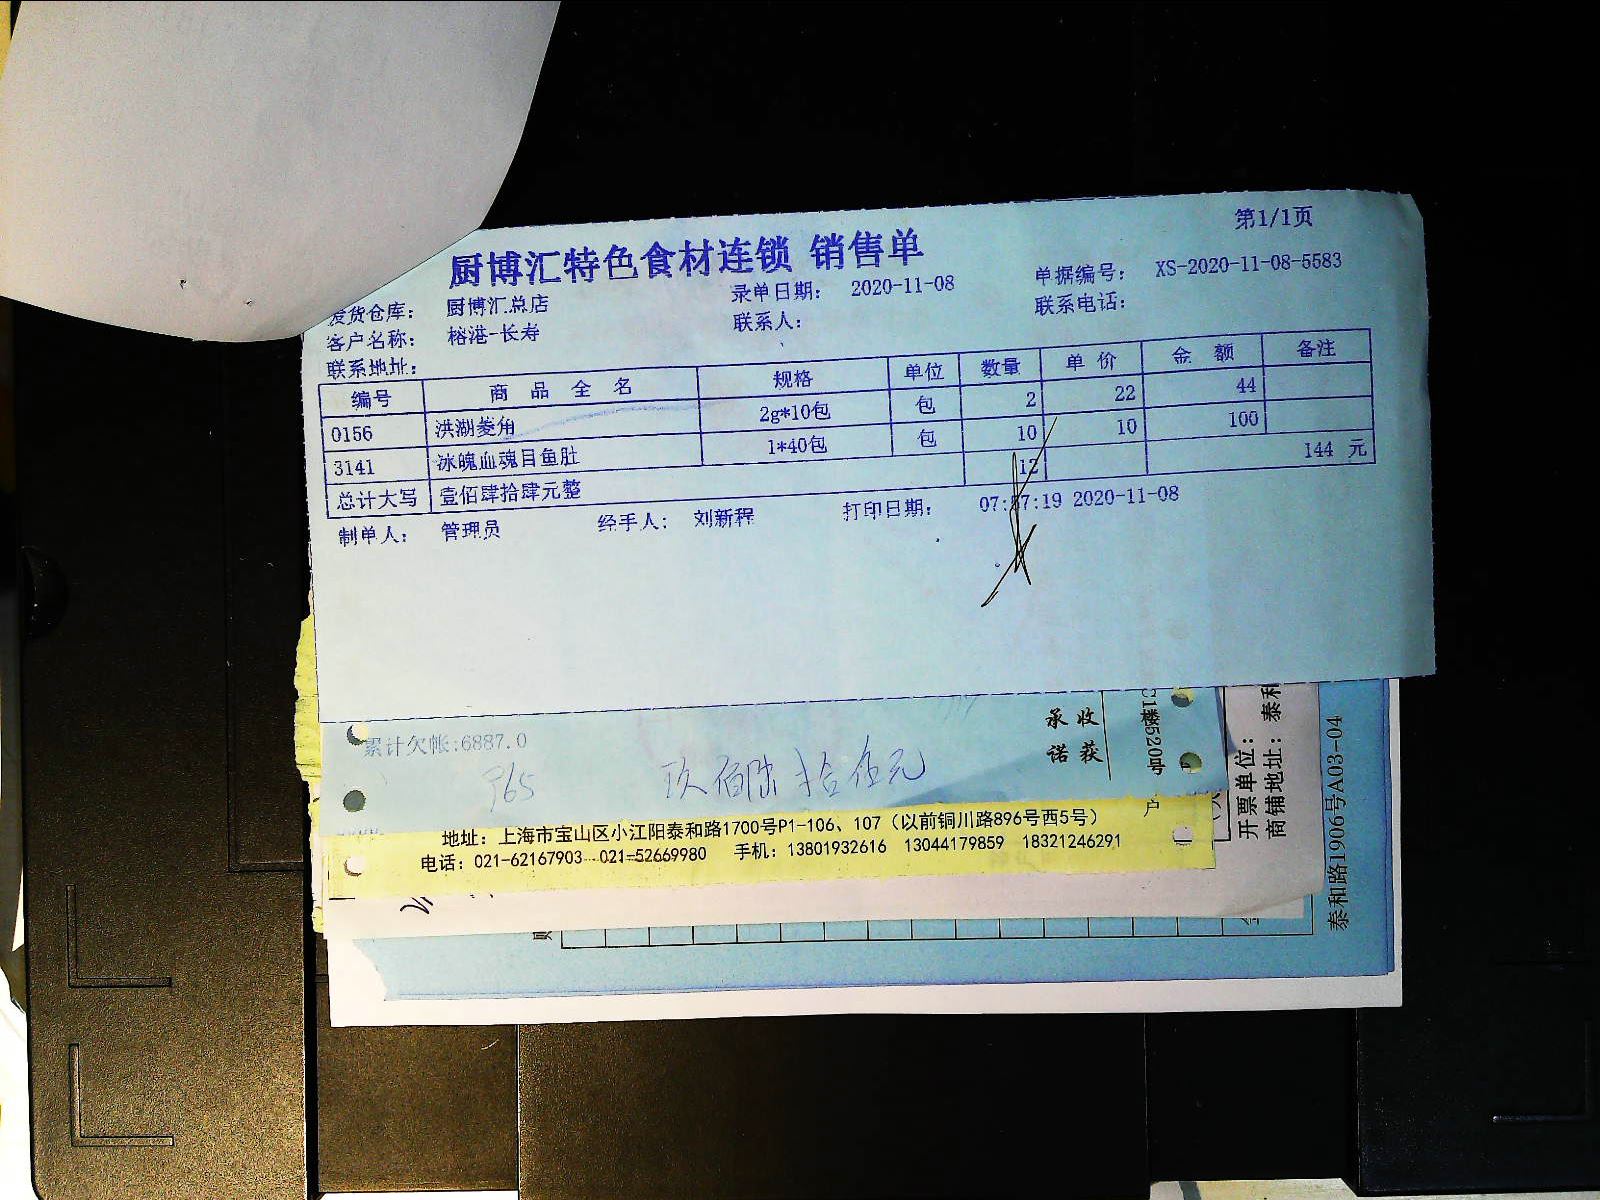 第1/1页
厨博汇特色食材连锁 销售单
发货仓库： 厨博汇总店 录单日期： 2020-11-08 单据编号： XS-2020-11-08-5583
客户名称： 榕港-长寿 联系人： 联系电话：
联系地址：
编号 商品全名 规格 单位 数量 单价 金额 备注
0156 洪湖菱角 2g*10包 包 2 22 44
3141 冰魄血魂目鱼肚 1*40包 包 10 10 100
总计大写 壹佰肆拾肆元整 12 144 元
制单人： 管理员 经手人： 刘新程 打印日期： 07:57:19 2020-11-08
累计欠帐:6887.0
965 玖佰陆拾伍元
承诺
收获
地址：上海市宝山区小江阳泰和路1700号P1-106、107（以前铜川路896号西5号）
电话：021-62167903 021-52669980 手机：13801932616 13044179859 18321246291
开票单位：
商铺地址：泰和
泰和路1906号A03-04